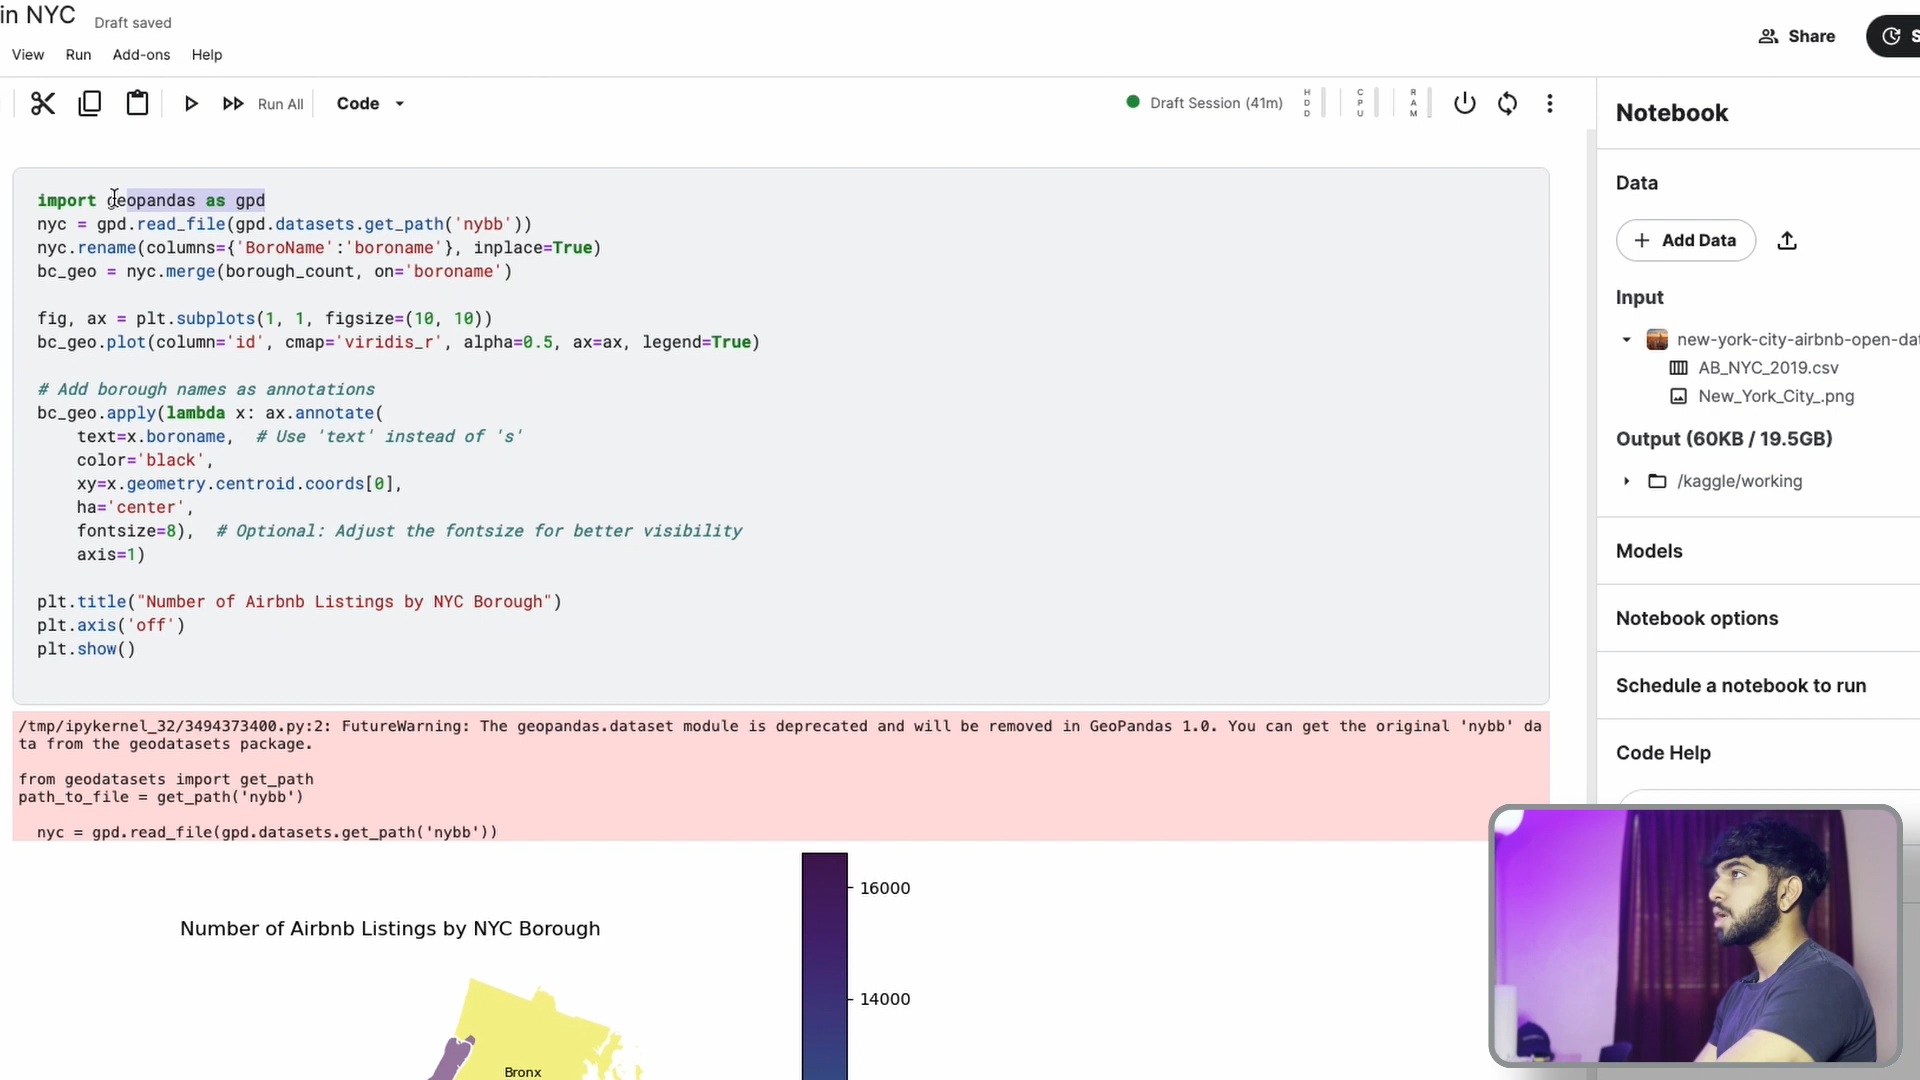 in NYC
Draft saved
View
Run
Add-ons
Help
Share
S
Run All
Code
Draft Session (41m)
HDD
CPU
RAM
Notebook
import geopandas as gpd
nyc = gpd.read_file(gpd.datasets.get_path('nybb'))
nyc.rename(columns={'BoroName':'boroname'}, inplace=True)
bc_geo = nyc.merge(borough_count, on='boroname')
fig, ax = plt.subplots(1, 1, figsize=(10, 10))
bc_geo.plot(column='id', cmap='viridis_r', alpha=0.5, ax=ax, legend=True)
# Add borough names as annotations
bc_geo.apply(lambda x: ax.annotate(
text=x.boroname,  # Use 'text' instead of 's'
color='black',
xy=x.geometry.centroid.coords[0],
ha='center',
fontsize=8),  # Optional: Adjust the fontsize for better visibility
axis=1)
plt.title("Number of Airbnb Listings by NYC Borough")
plt.axis('off')
plt.show()
/tmp/ipykernel_32/3494373400.py:2: FutureWarning: The geopandas.dataset module is deprecated and will be removed in GeoPandas 1.0. You can get the original 'nybb' da
ta from the geodatasets package.
from geodatasets import get_path
path_to_file = get_path('nybb')
nyc = gpd.read_file(gpd.datasets.get_path('nybb'))
Number of Airbnb Listings by NYC Borough
16000
14000
Bronx
Data
Add Data
Input
new-york-city-airbnb-open-dat
AB_NYC_2019.csv
New_York_City_.png
Output (60KB / 19.5GB)
/kaggle/working
Models
Notebook options
Schedule a notebook to run
Code Help